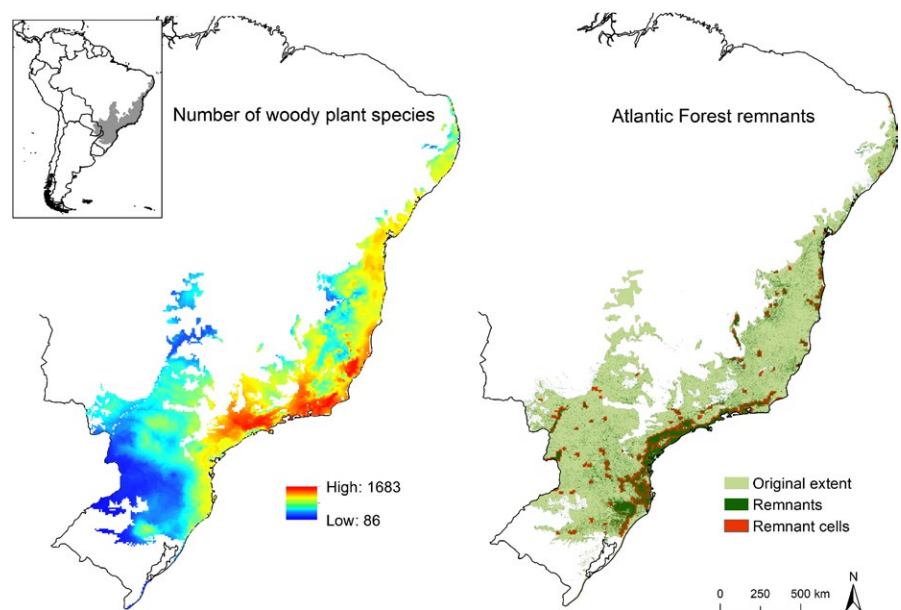 Number of woody plant species
Atlantic Forest remnants
High: 1683
Low: 86
Original extent
Remnants
Remnant cells
0 250 500 km
N